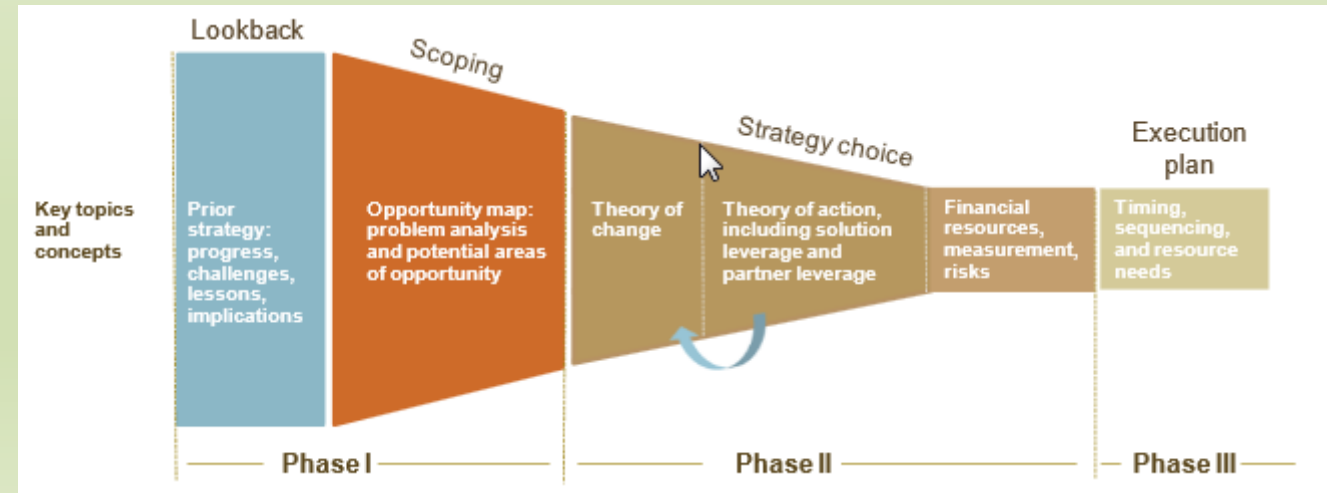 Lookback
Scoping
Strategy choice
Execution
plan
Key topics
and
concepts
Prior
strategy:
progress,
challenges,
lessons,
implications
Opportunity map:
problem analysis
and potential areas
of opportunity
Theory of
change
Theory of action,
including solution
leverage and
partner leverage
Financial
resources,
measurement,
risks
Timing,
sequencing,
and resource
needs
Phase I
Phase II
Phase III